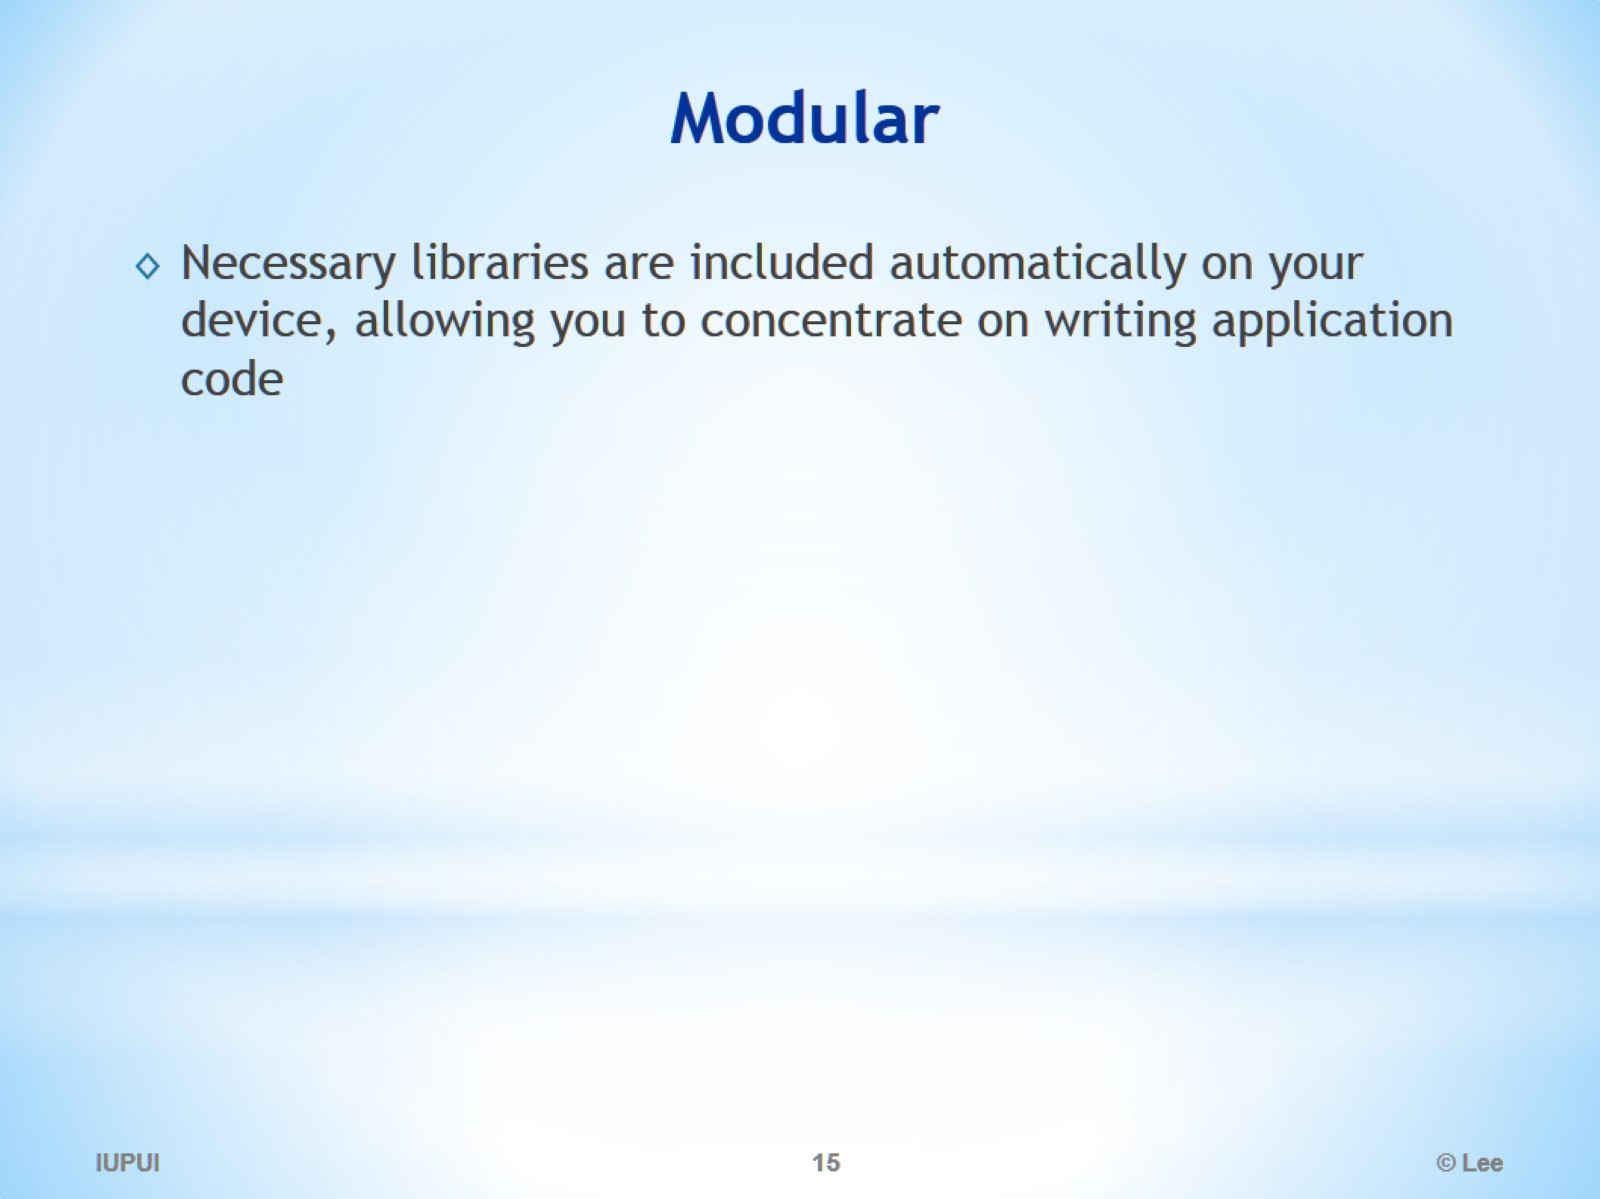 Modular
◇ Necessary libraries are included automatically on your
device, allowing you to concentrate on writing application
code
IUPUI
15
© Lee